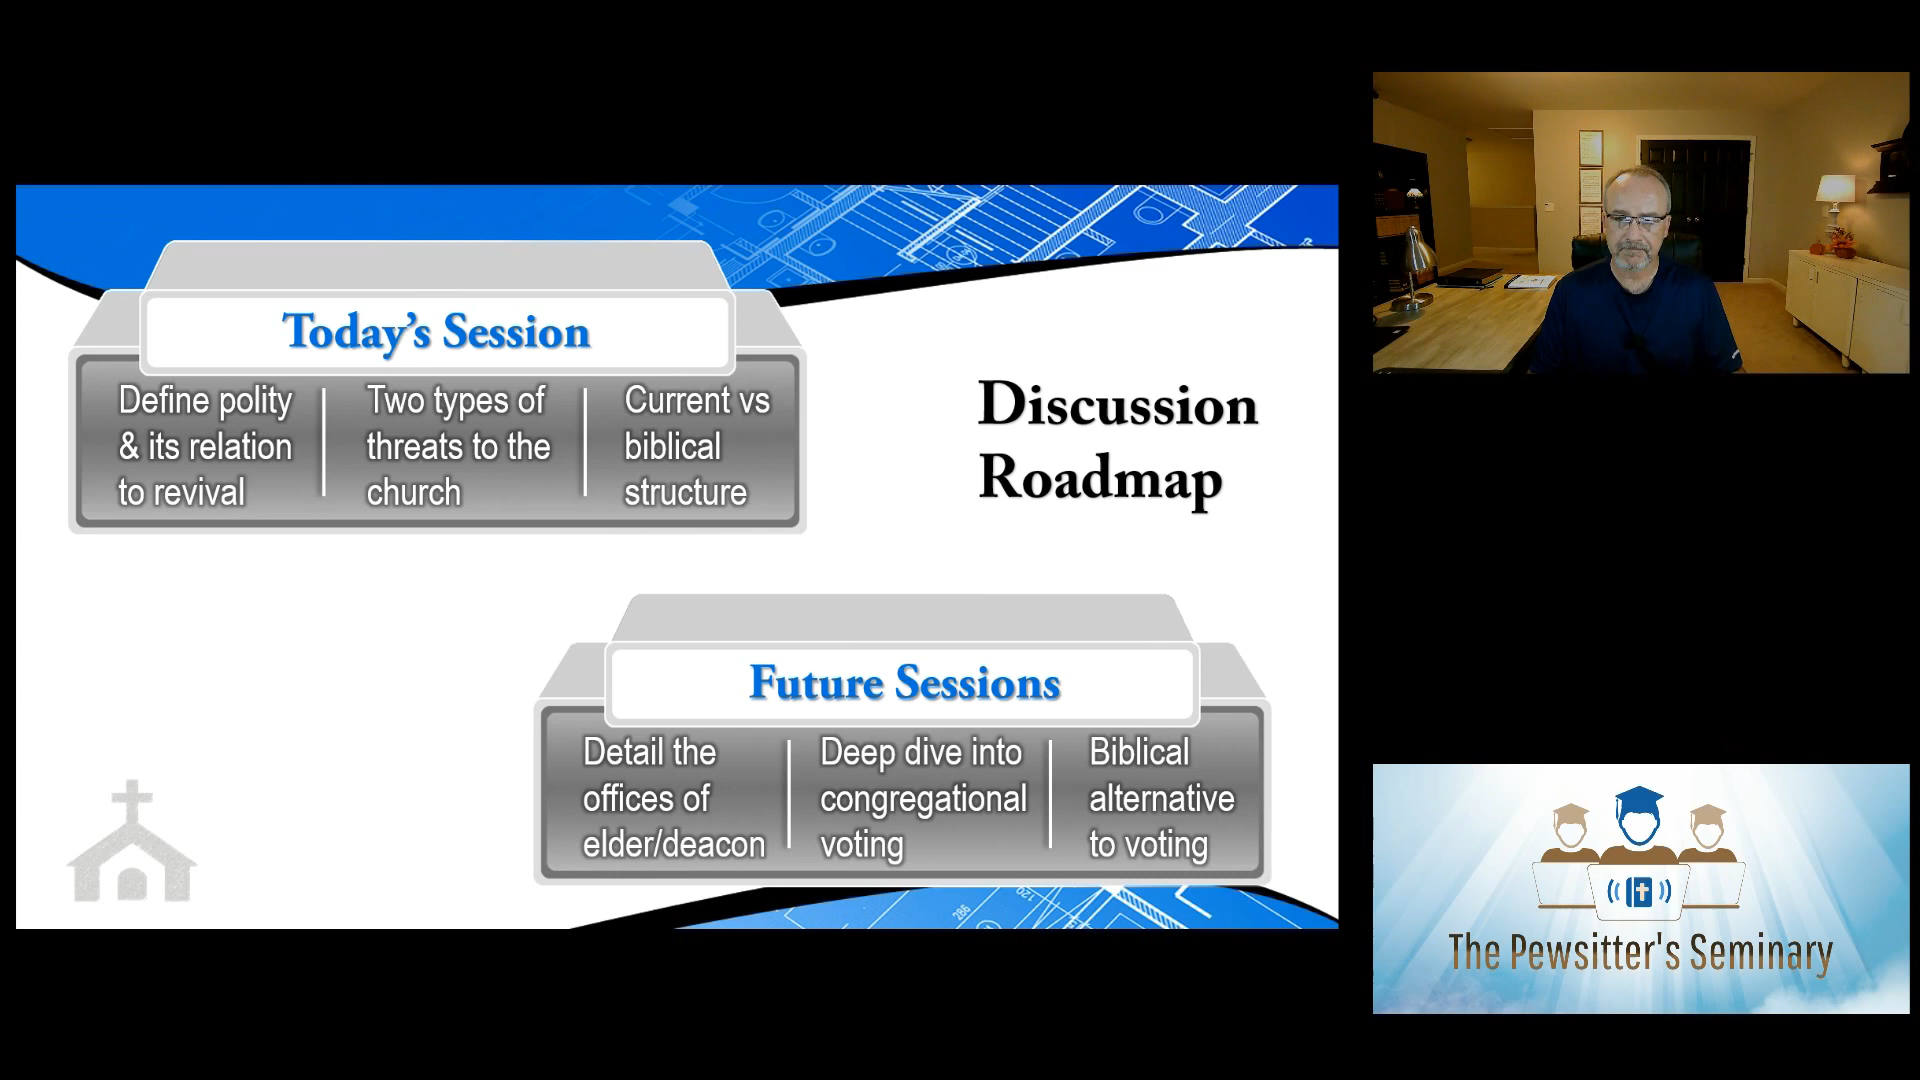 Today's Session
Define polity
& its relation
to revival
Two types of
threats to the
church
Current vs
biblical
structure
Discussion
Roadmap
Future Sessions
Detail the
offices of
elder/deacon
Deep dive into
congregational
voting
Biblical
alternative
to voting
286
120
The Pewsitter's Seminary